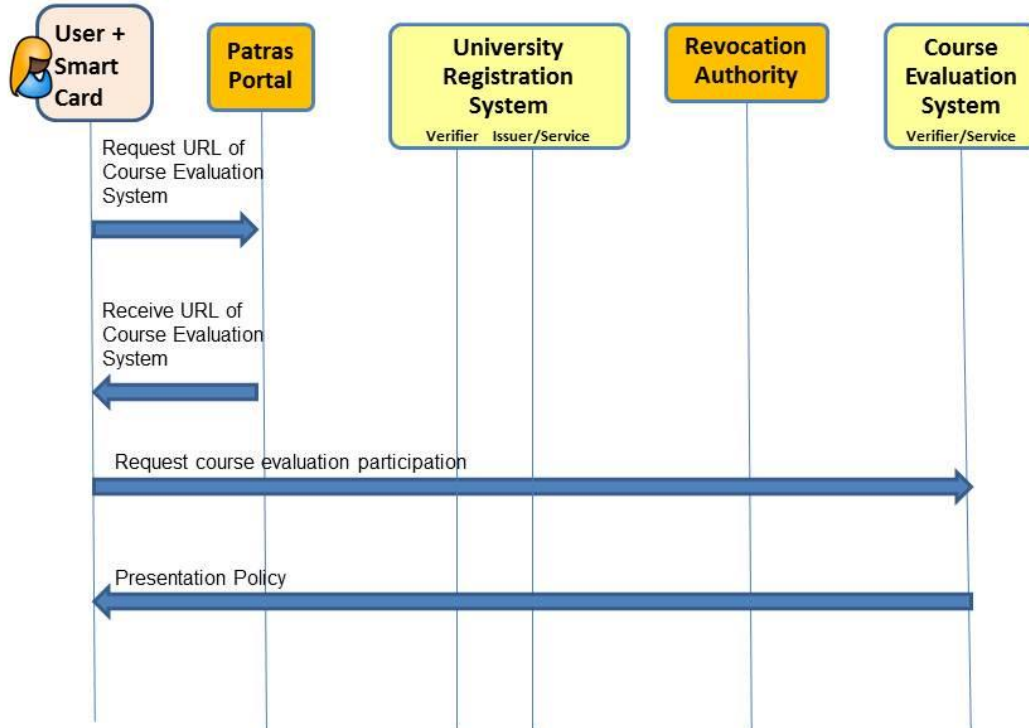 User +
Smart
Card
Patras
Portal
University
Registration
System
Verifier Issuer/Service
Revocation
Authority
Course
Evaluation
System
Verifier/Service
Request URL of
Course Evaluation
System
Receive URL of
Course Evaluation
System
Request course evaluation participation
Presentation Policy